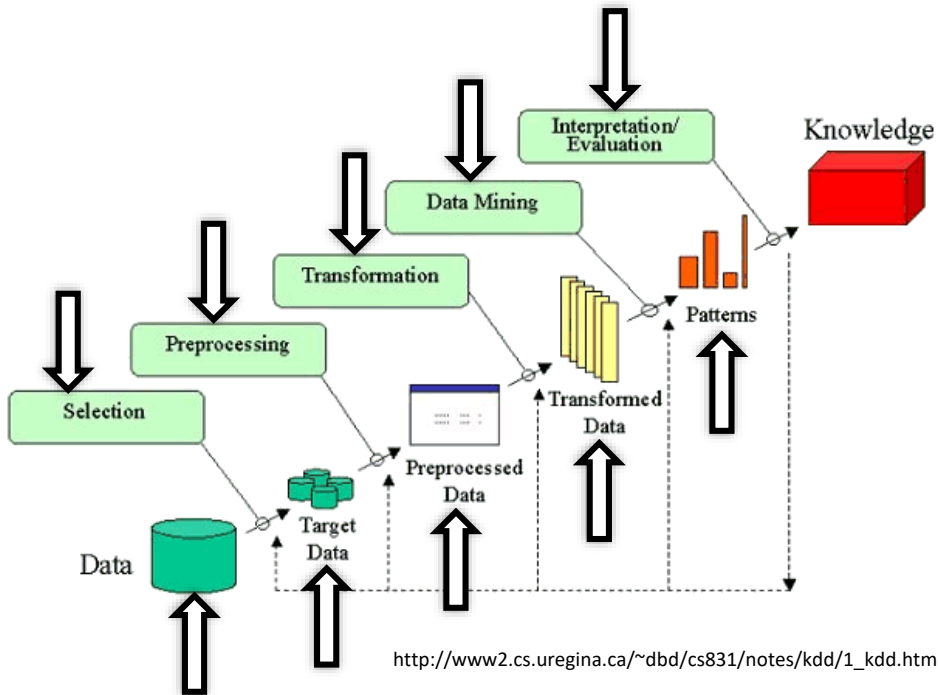 Interpretation/
Evaluation
Knowledge
Data Mining
Transformation
Patterns
Preprocessing
Transformed
Data
Selection
Preprocessed
Data
Target
Data
Data
http://www2.cs.uregina.ca/~dbd/cs831/notes/kdd/1_kdd.htm